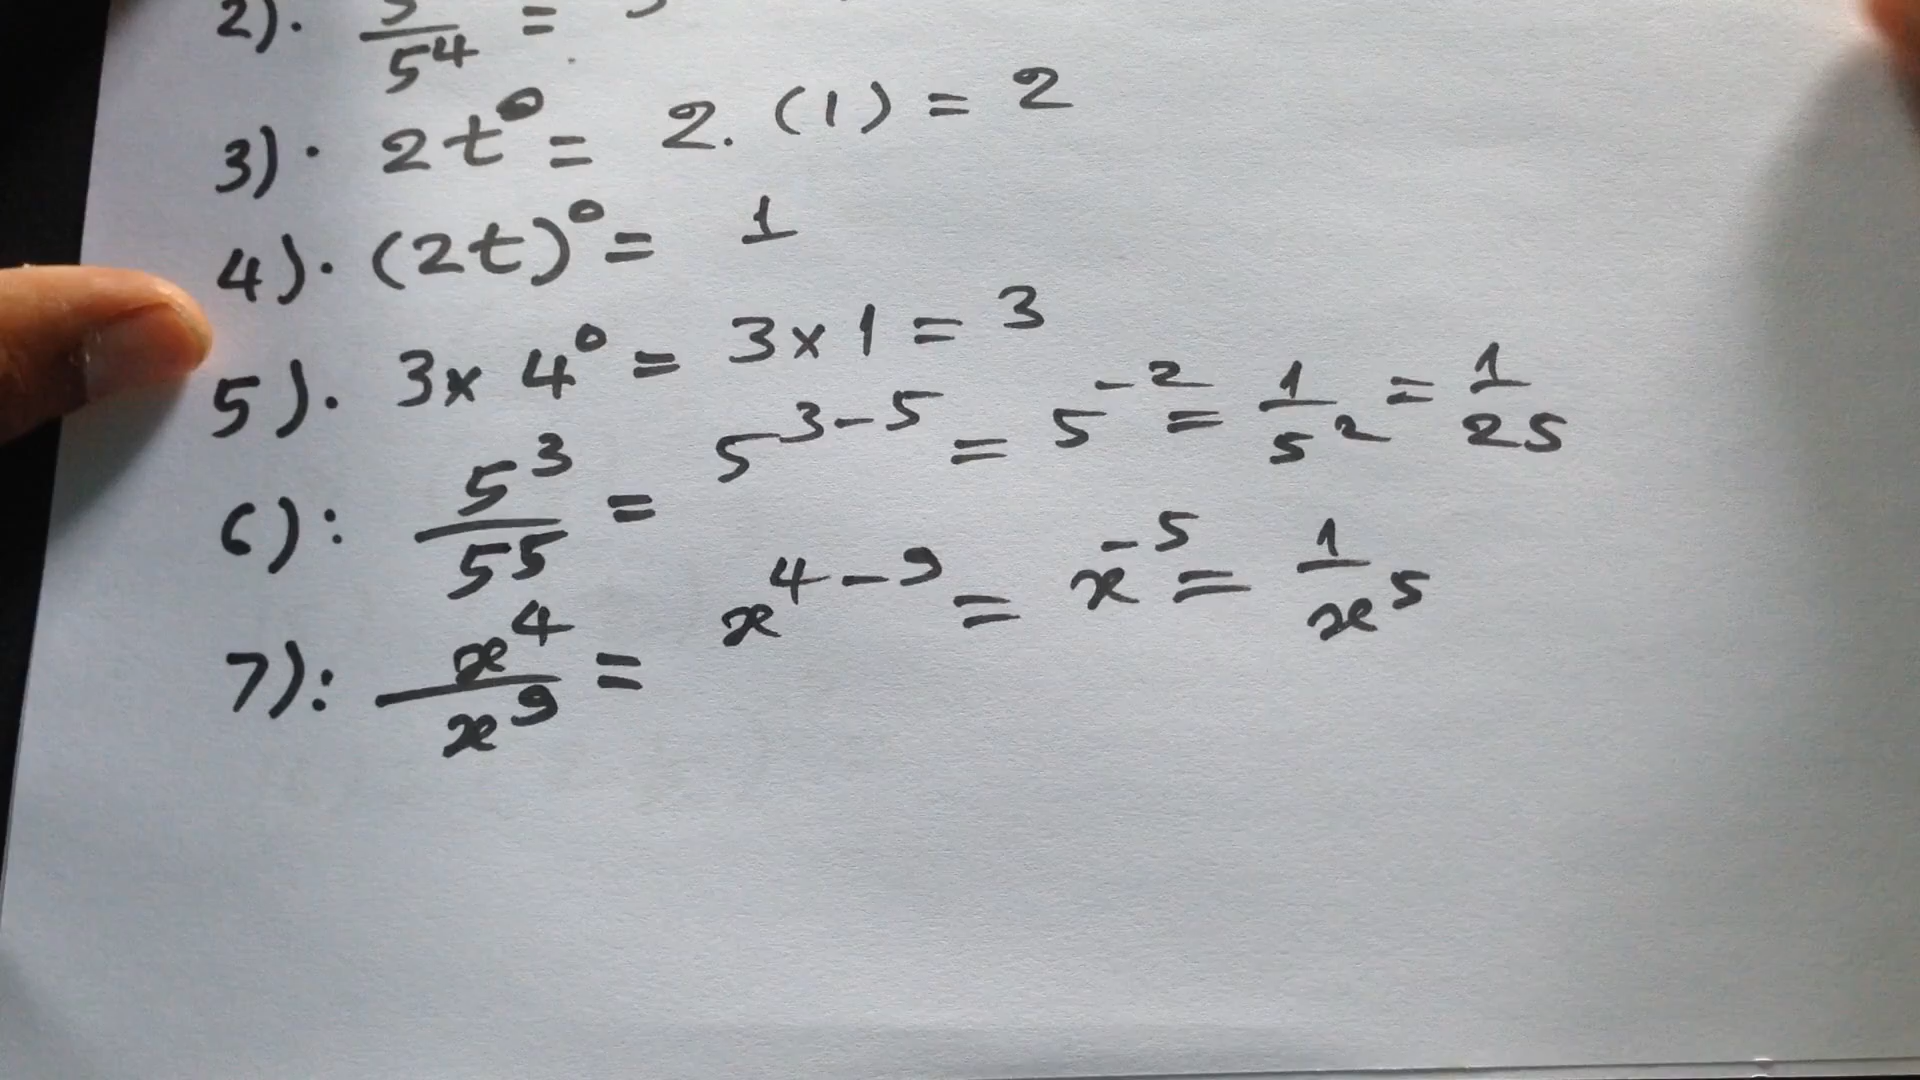 2). /5⁴ =
3). 2t⁰ = 2.(1) = 2
4). (2t)⁰ = 1
5). 3x 4⁰ = 3x1 = 3
6): 5³/5⁵ = 5³⁻⁵ = 5⁻² = 1/5² = 1/25
7): x⁴/x⁹ = x⁴⁻⁹ = x⁻⁵ = 1/x⁵